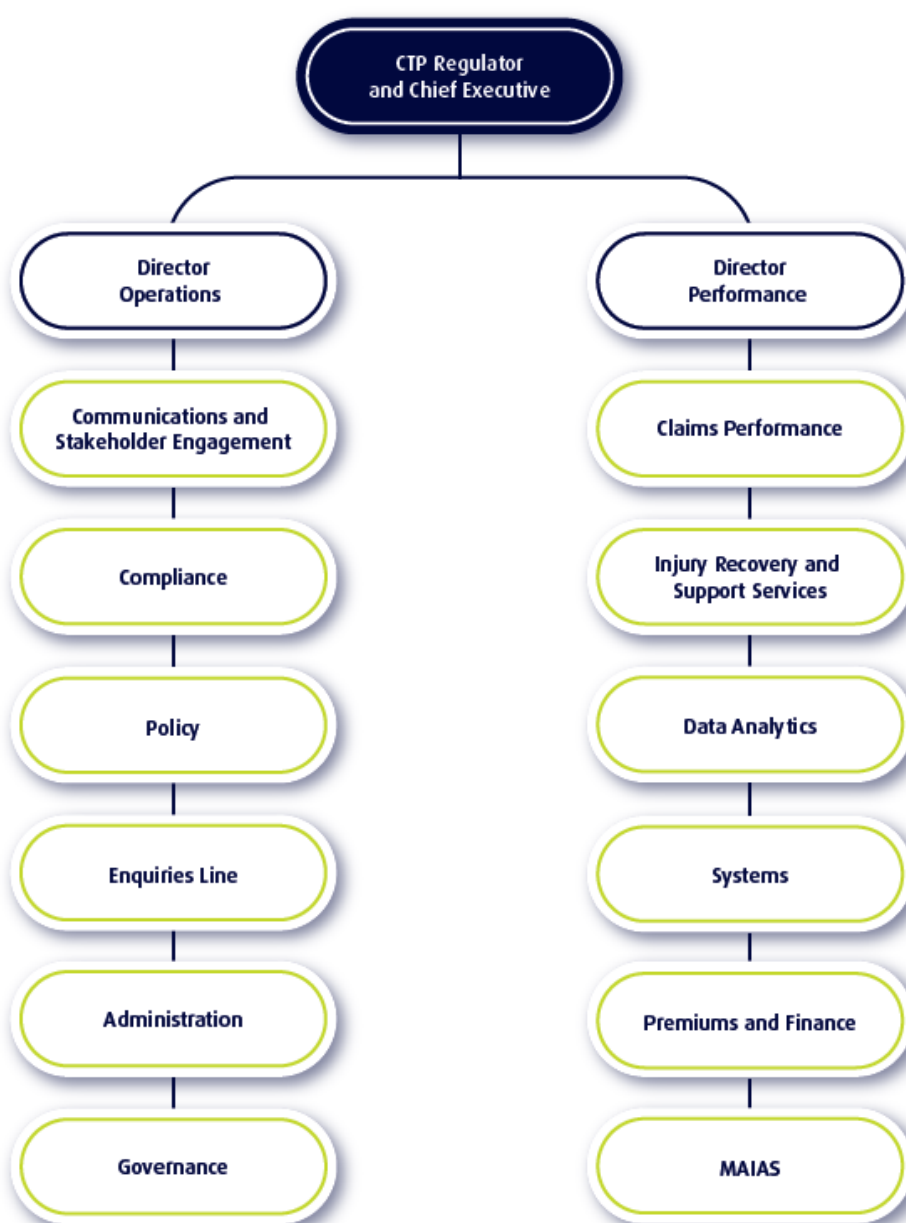 CTP Regulator
and Chief Executive
Director
Operations
Communications and
Stakeholder Engagement
Compliance
Policy
Enquiries Line
Administration
Governance
Director
Performance
Claims Performance
Injury Recovery and
Support Services
Data Analytics
Systems
Premiums and Finance
MAIAS